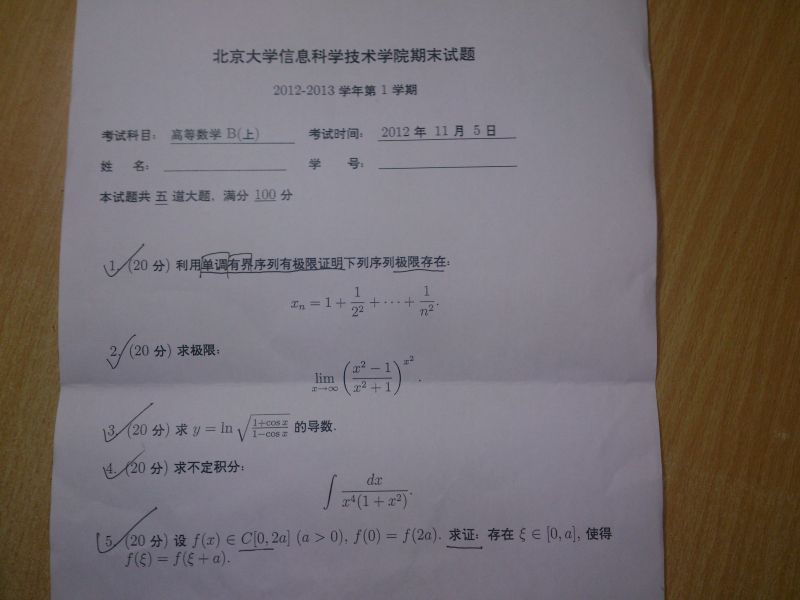 北京大学信息科学技术学院期末试题
2012-2013 学年第 1 学期
考试科目: 高等数学 B(上) 考试时间: 2012 年 11 月 5 日
姓 名: 学 号:
本试题共 五 道大题, 满分 100 分
1. (20 分) 利用单调有界序列有极限证明下列序列极限存在:
x_n = 1 + \frac{1}{2^2} + \cdots + \frac{1}{n^2}.
2. (20 分) 求极限:
\lim_{x \to \infty} \left( \frac{x^2 - 1}{x^2 + 1} \right)^{x^2}.
3. (20 分) 求 y = \ln \sqrt{\frac{1+\cos x}{1-\cos x}} 的导数.
4. (20 分) 求不定积分:
\int \frac{dx}{x^4(1 + x^2)}.
5. (20 分) 设 f(x) ∈ C[0, 2a] (a > 0), f(0) = f(2a). 求证: 存在 ξ ∈ [0, a], 使得
f(ξ) = f(ξ + a).